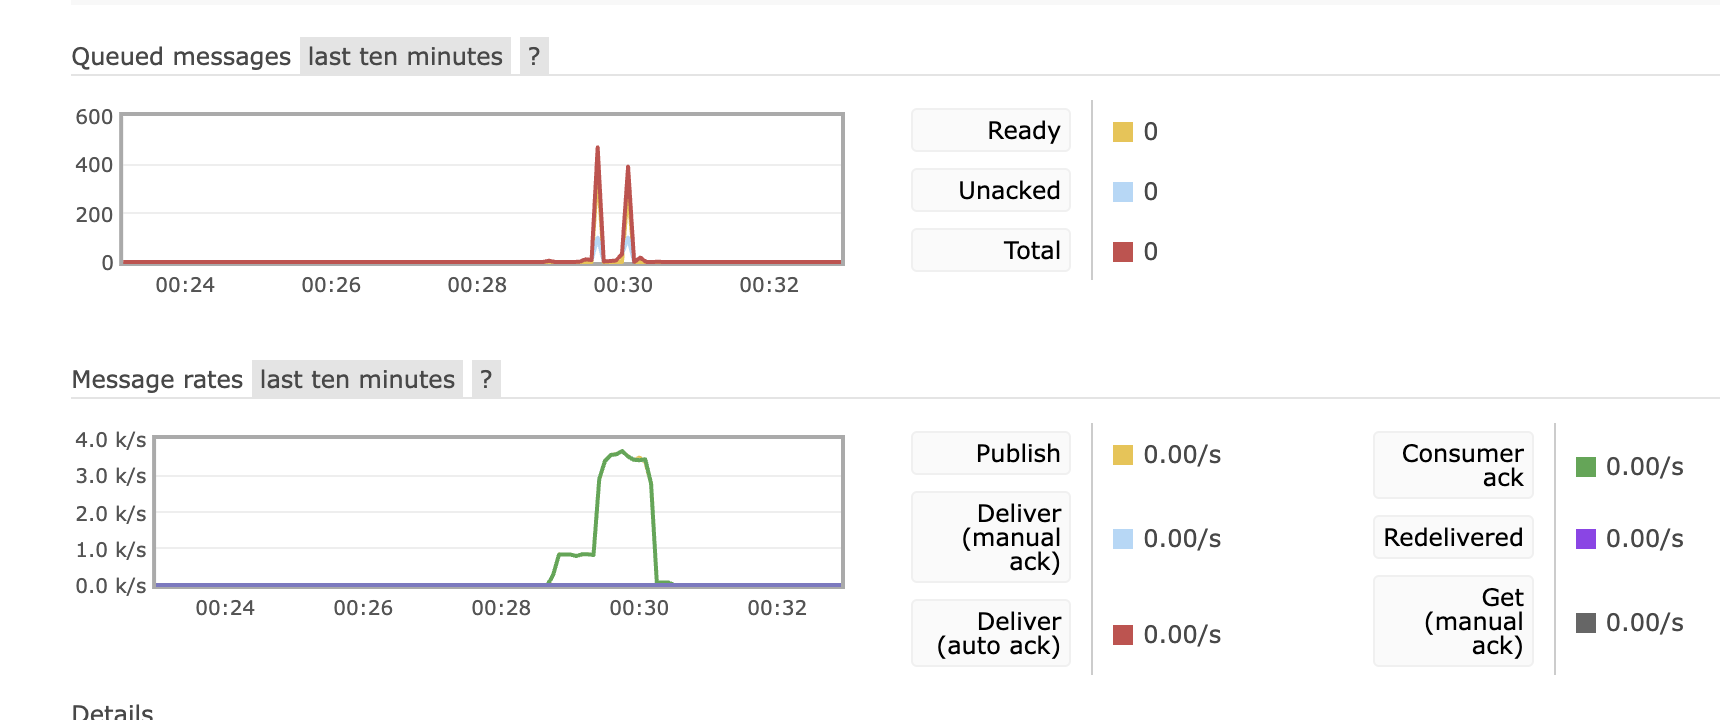 Queued messages last ten minutes ?
600
400
200
0
00:24 00:26 00:28 00:30 00:32
Ready 0
Unacked 0
Total 0
Message rates last ten minutes ?
4.0 k/s
3.0 k/s
2.0 k/s
1.0 k/s
0.0 k/s
00:24 00:26 00:28 00:30 00:32
Publish 0.00/s
Deliver
(manual
ack)
0.00/s
Deliver
(auto ack)
0.00/s
Consumer
ack
0.00/s
Redelivered 0.00/s
Get
(manual
ack)
0.00/s
Details